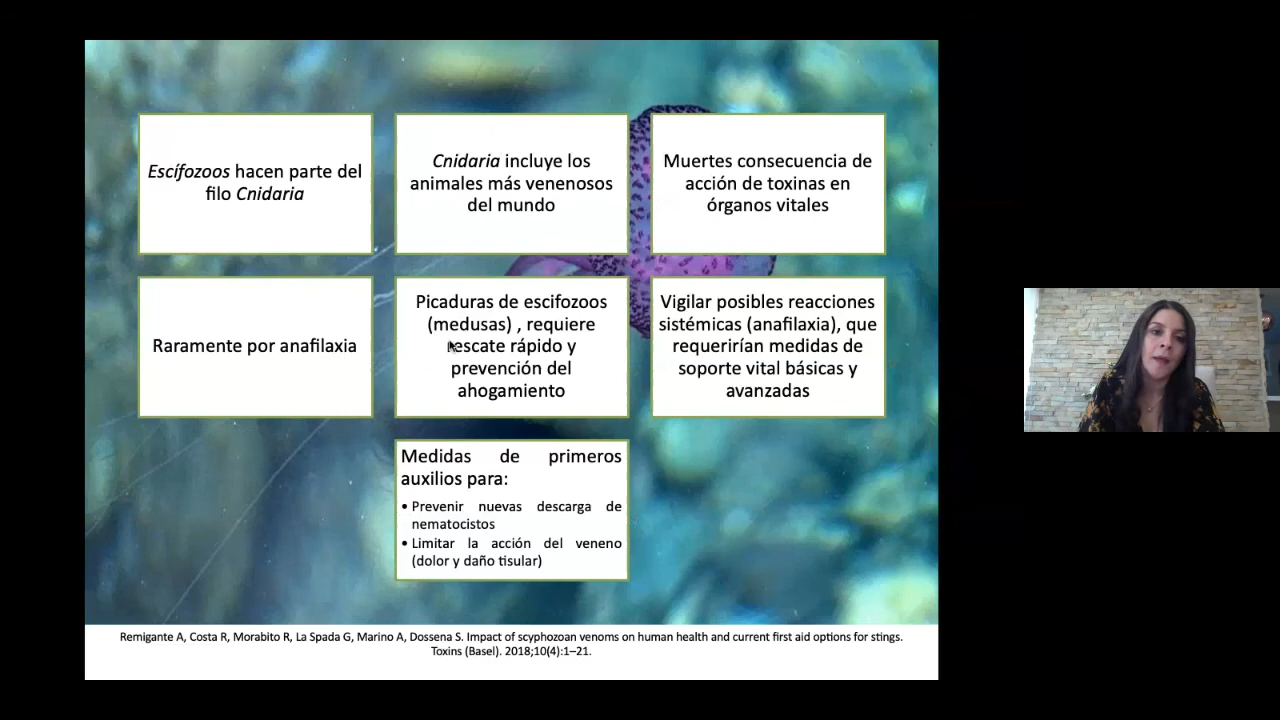 Escífozoos hacen parte del
filo Cnidaria
Cnidaria incluye los
animales más venenosos
del mundo
Muertes consecuencia de
acción de toxinas en
órganos vitales
Raramente por anafilaxia
Picaduras de escifozoos
(medusas) , requiere
rescate rápido y
prevención del
ahogamiento
Vigilar posibles reacciones
sistémicas (anafilaxia), que
requerirían medidas de
soporte vital básicas y
avanzadas
Medidas de primeros
auxilios para:
• Prevenir nuevas descarga de
nematocistos
• Limitar la acción del veneno
(dolor y daño tisular)
Remigante A, Costa R, Morabito R, La Spada G, Marino A, Dossena S. Impact of scyphozoan venoms on human health and current first aid options for stings.
Toxins (Basel). 2018;10(4):1–21.